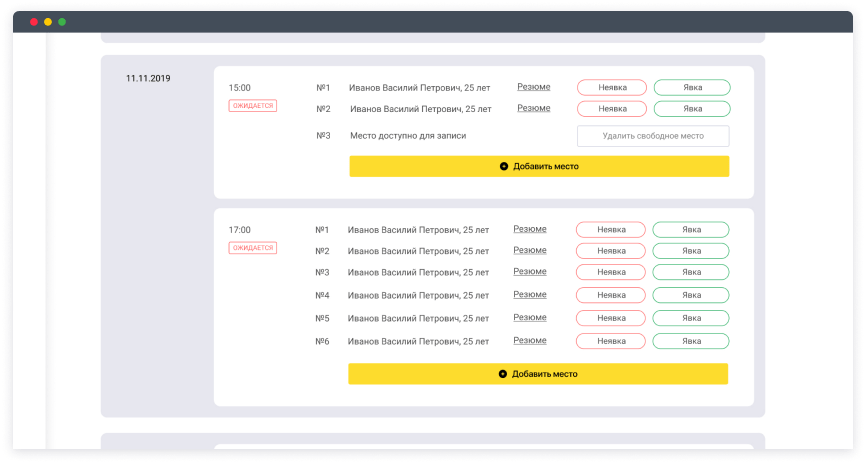 11.11.2019
15:00 №1 Иванов Василий Петрович, 25 лет Резюме Неявка Явка
ОЖИДАЕТСЯ
№2 Иванов Василий Петрович, 25 лет Резюме Неявка Явка
№3 Место доступно для записи Удалить свободное место
Добавить место
17:00 №1 Иванов Василий Петрович, 25 лет Резюме Неявка Явка
ОЖИДАЕТСЯ
№2 Иванов Василий Петрович, 25 лет Резюме Неявка Явка
№3 Иванов Василий Петрович, 25 лет Резюме Неявка Явка
№4 Иванов Василий Петрович, 25 лет Резюме Неявка Явка
№5 Иванов Василий Петрович, 25 лет Резюме Неявка Явка
№6 Иванов Василий Петрович, 25 лет Резюме Неявка Явка
Добавить место